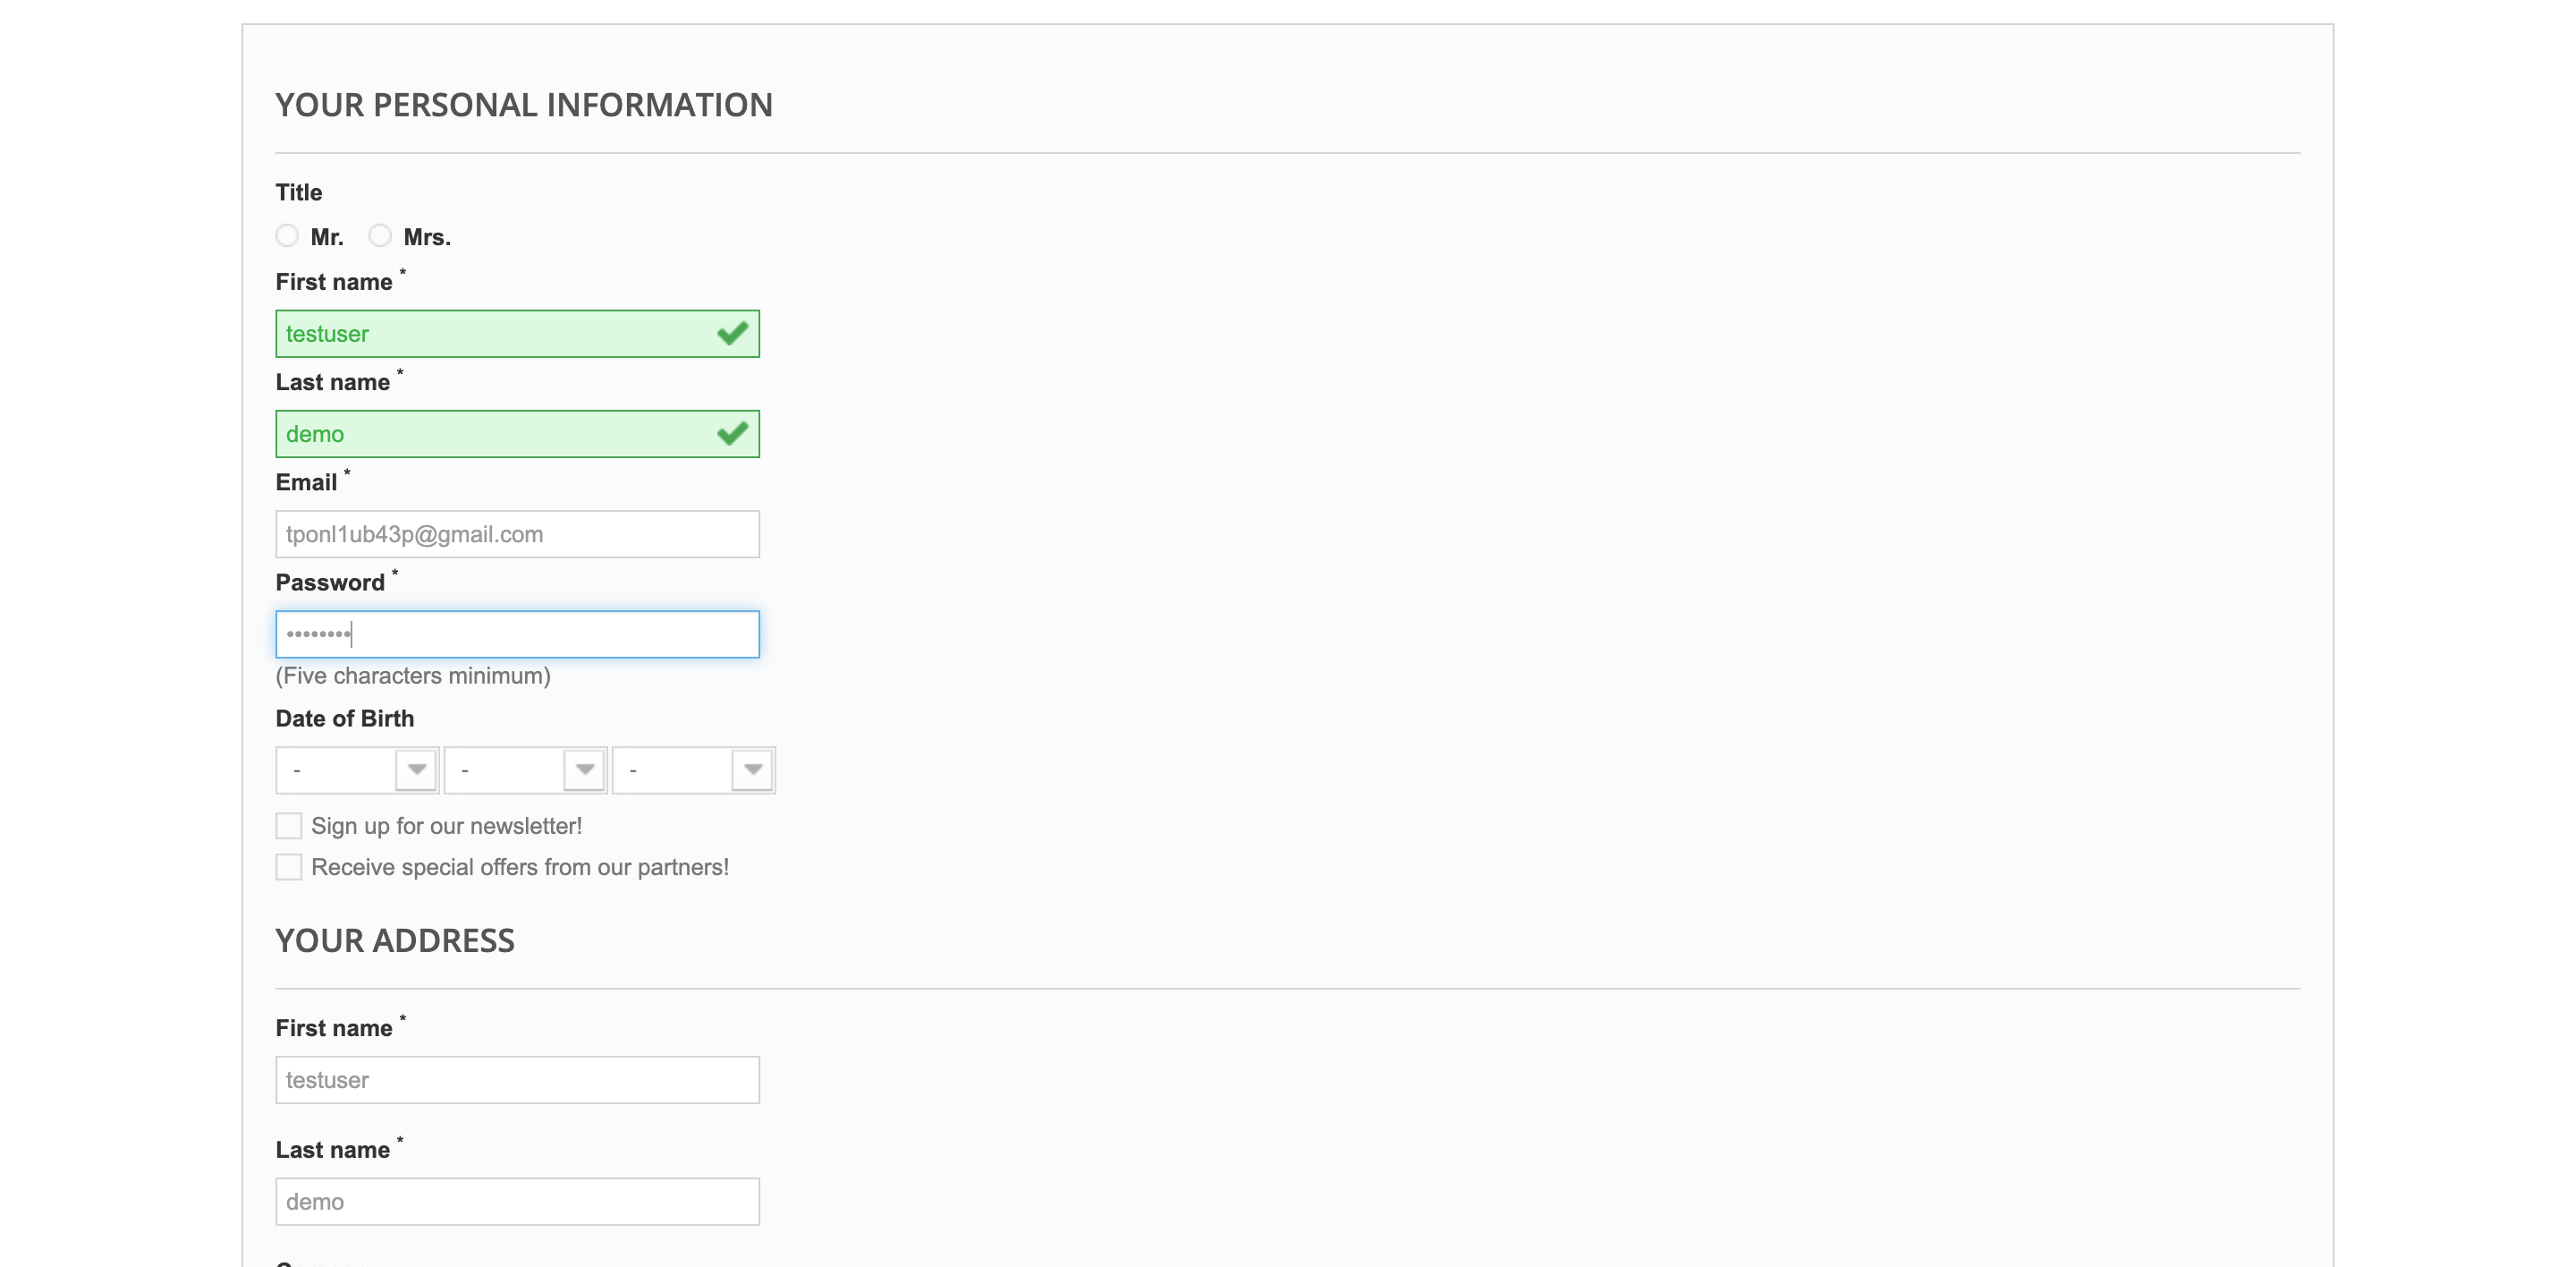 YOUR PERSONAL INFORMATION
Title
Mr. Mrs.
First name *
testuser
Last name *
demo
Email *
tponl1ub43p@gmail.com
Password *
••••••••
(Five characters minimum)
Date of Birth
- - -
Sign up for our newsletter!
Receive special offers from our partners!
YOUR ADDRESS
First name *
testuser
Last name *
demo